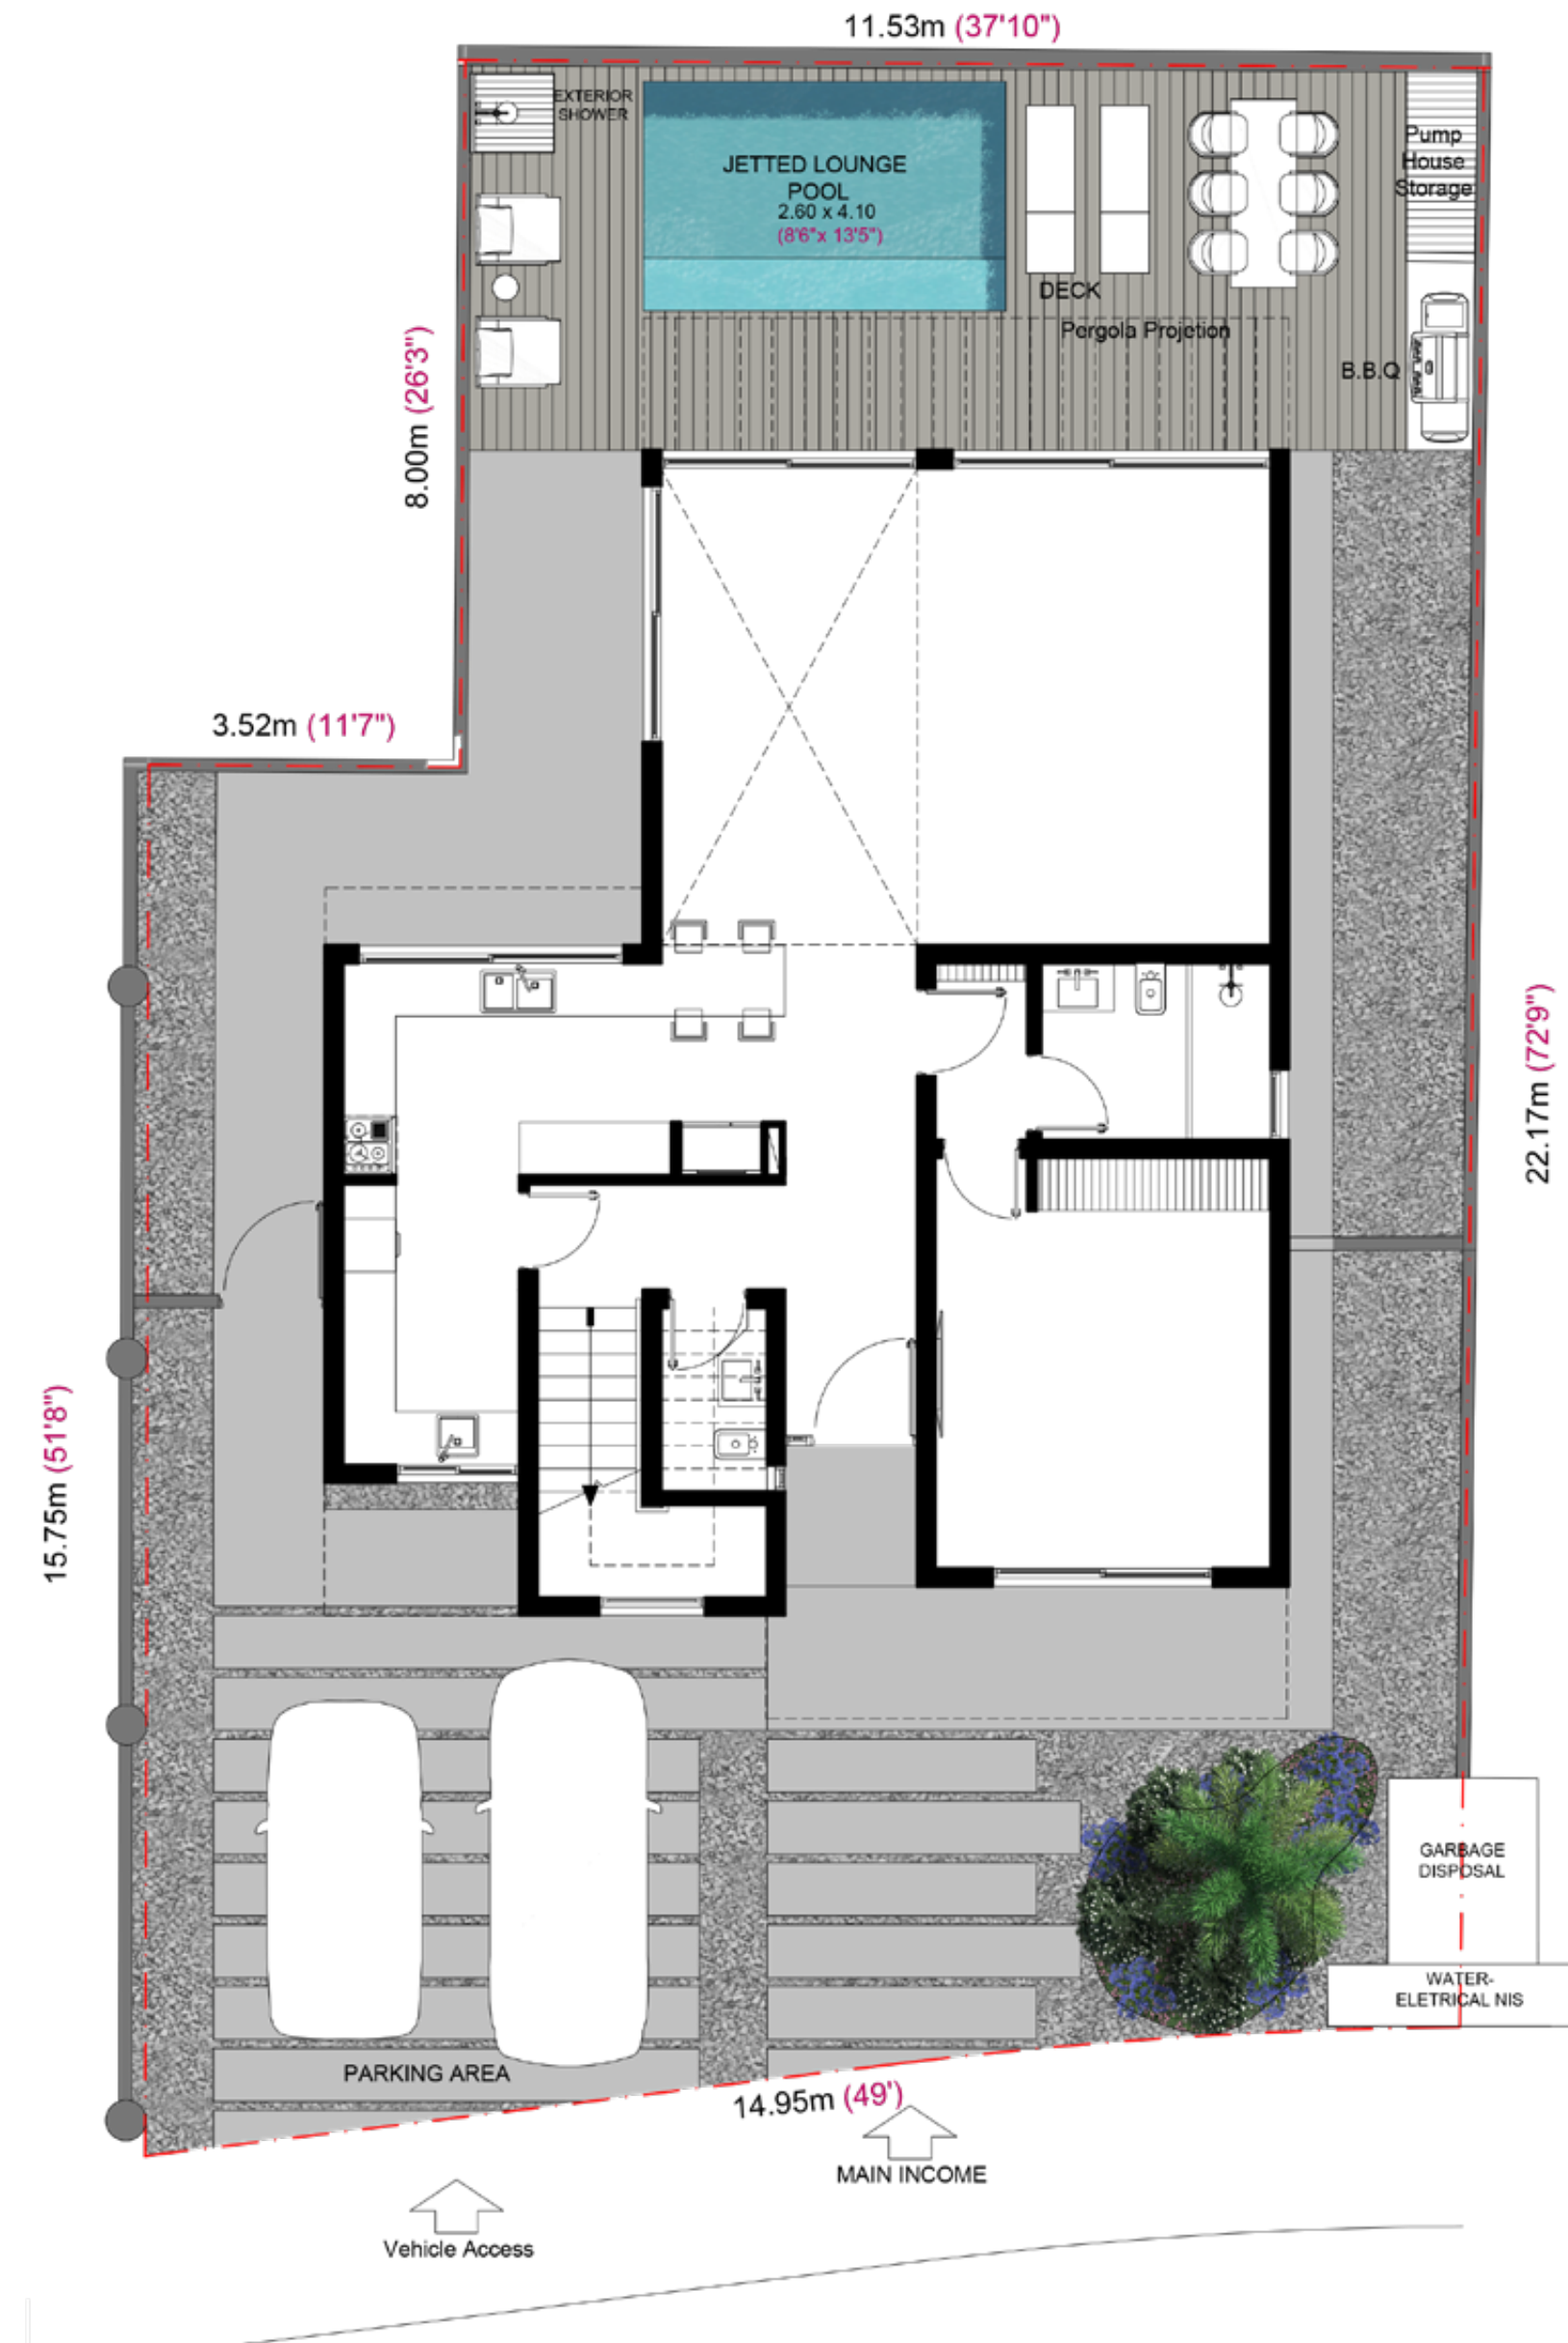 11.53m (37'10")
EXTERIOR
SHOWER
JETTED LOUNGE
POOL
2.60 x 4.10
(8'6"x 13'5")
Pump
House
Storage
DECK
Pergola Projetion
B.B.Q
8.00m (26'3")
3.52m (11'7")
22.17m (72'9")
15.75m (51'8")
GARBAGE
DISPOSAL
WATER-
ELETRICAL NIS
PARKING AREA
14.95m (49')
MAIN INCOME
Vehicle Access